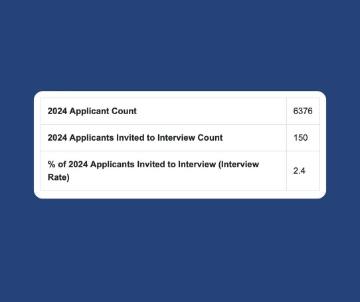 2024 Applicant Count 6376
2024 Applicants Invited to Interview Count 150
% of 2024 Applicants Invited to Interview (Interview
Rate) 2.4